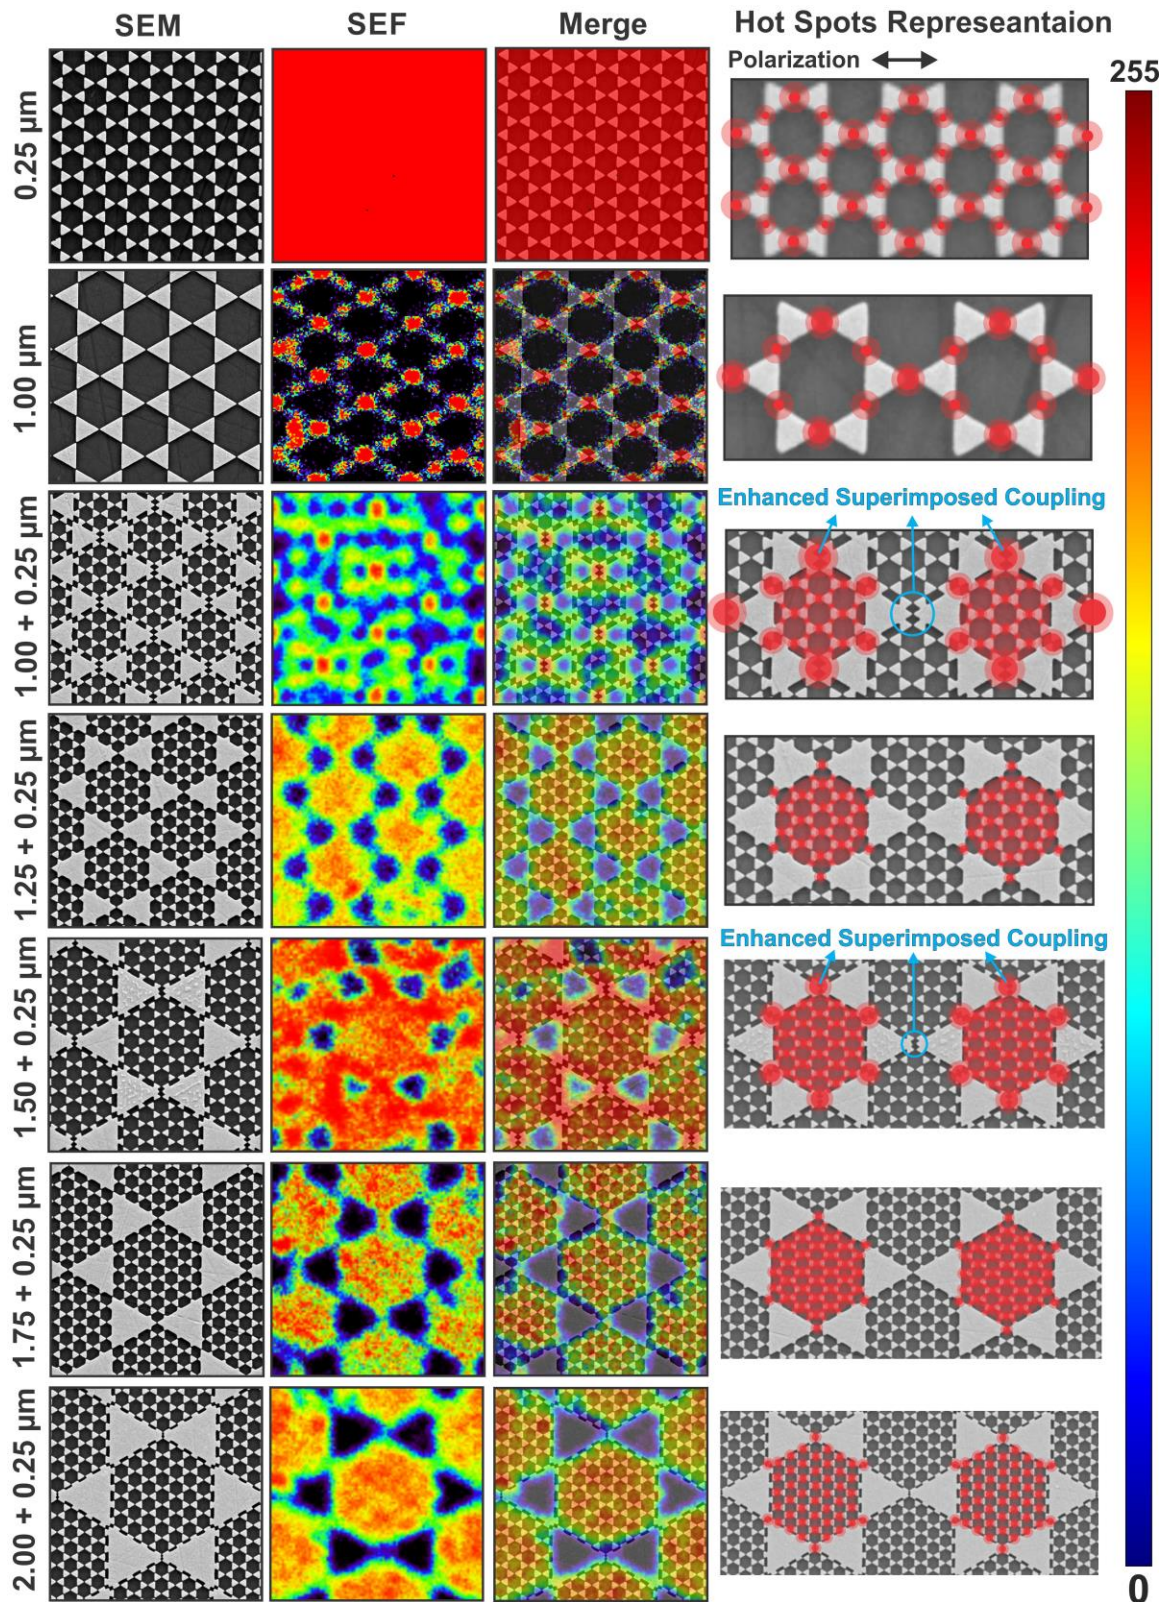 SEM SEF Merge Hot Spots Represeantaion
Polarization
255
0.25 µm
1.00 µm
Enhanced Superimposed Coupling
1.00 + 0.25 µm
1.25 + 0.25 µm
Enhanced Superimposed Coupling
1.50 + 0.25 µm
1.75 + 0.25 µm
2.00 + 0.25 µm
0